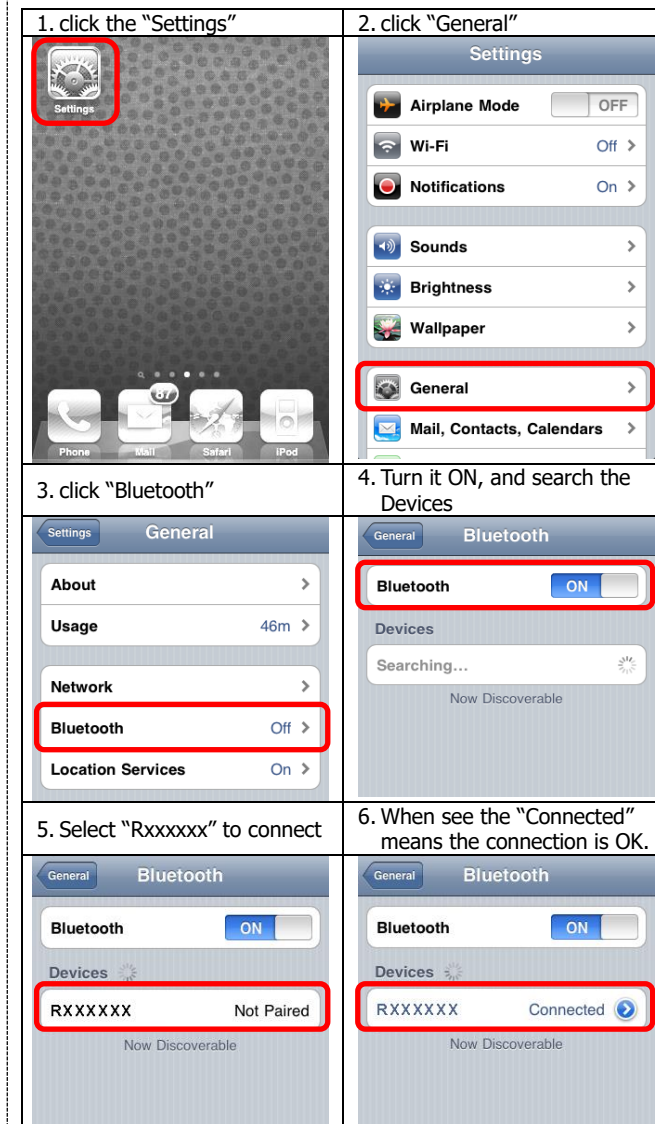 1. click the “Settings”
Settings
87
Phone
Mail
Safari
iPod
2. click “General”
Settings
Airplane Mode OFF
Wi-Fi Off
Notifications On
Sounds
Brightness
Wallpaper
General
Mail, Contacts, Calendars
3. click “Bluetooth”
Settings General
About
Usage 46m
Network
Bluetooth Off
Location Services On
4. Turn it ON, and search the
Devices
General Bluetooth
Bluetooth ON
Devices
Searching...
Now Discoverable
5. Select “Rxxxxxx” to connect
General Bluetooth
Bluetooth ON
Devices
RXXXXXX Not Paired
Now Discoverable
6. When see the “Connected”
means the connection is OK.
General Bluetooth
Bluetooth ON
Devices
RXXXXXX Connected
Now Discoverable